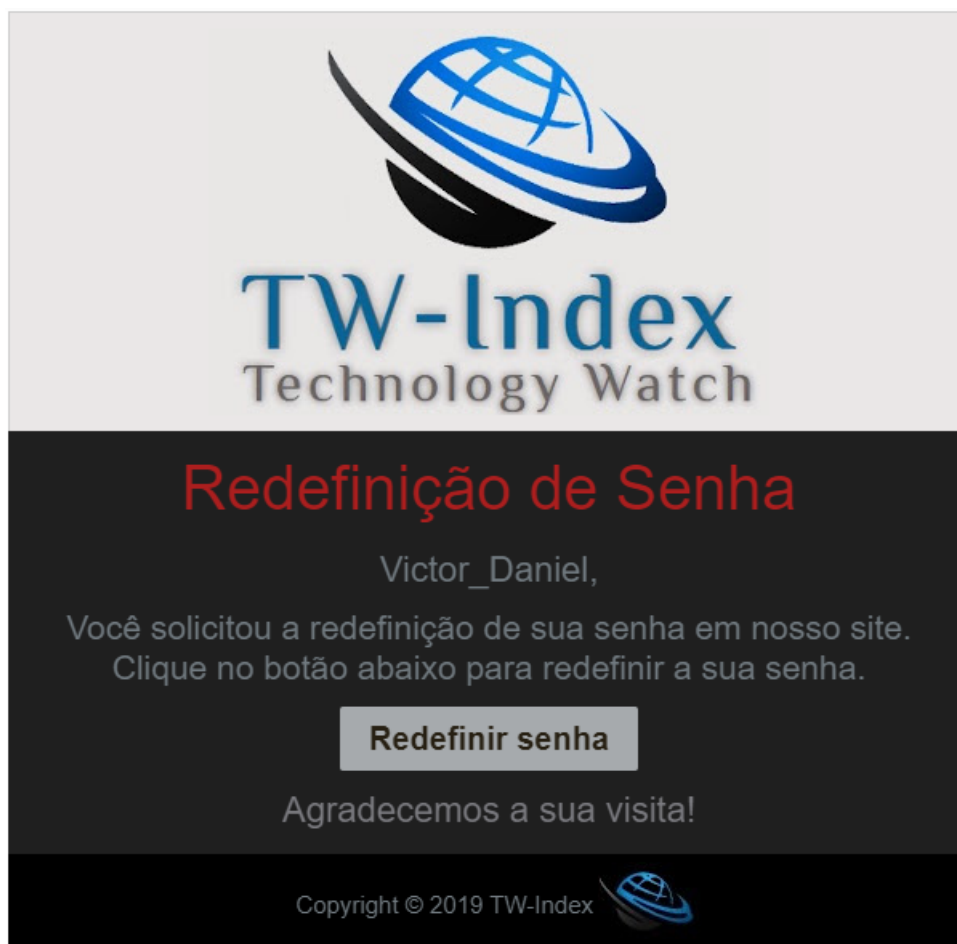 TW-Index
Technology Watch
Redefinição de Senha
Victor_Daniel,
Você solicitou a redefinição de sua senha em nosso site.
Clique no botão abaixo para redefinir a sua senha.
Redefinir senha
Agradecemos a sua visita!
Copyright © 2019 TW-Index